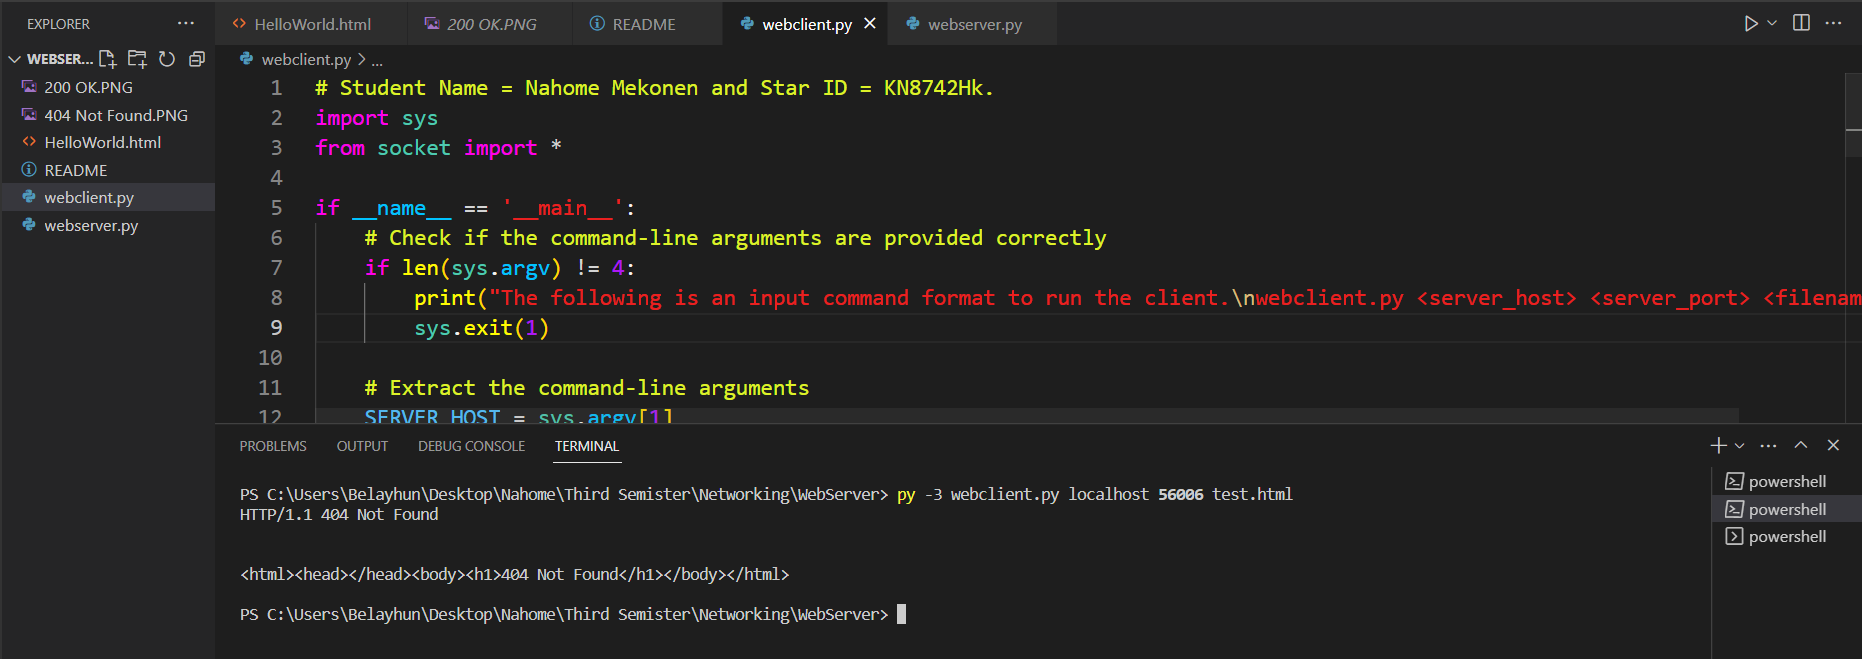 EXPLORER ...
WEBSER...
200 OK.PNG
404 Not Found.PNG
HelloWorld.html
README
webclient.py
webserver.py
HelloWorld.html 200 OK.PNG README webclient.py webserver.py
webclient.py > ...
1 # Student Name = Nahome Mekonen and Star ID = KN8742Hk.
2 import sys
3 from socket import *
4
5 if __name__ == '__main__':
6 # Check if the command-line arguments are provided correctly
7 if len(sys.argv) != 4:
8 print("The following is an input command format to run the client.\nwebclient.py <server_host> <server_port> <filenam
9 sys.exit(1)
10
11 # Extract the command-line arguments
12 SERVER_HOST = sys.argv[1]
PROBLEMS OUTPUT DEBUG CONSOLE TERMINAL
PS C:\Users\Belayhun\Desktop\Nahome\Third Semister\Networking\WebServer> py -3 webclient.py localhost 56006 test.html
HTTP/1.1 404 Not Found
<html><head></head><body><h1>404 Not Found</h1></body></html>
PS C:\Users\Belayhun\Desktop\Nahome\Third Semister\Networking\WebServer>
powershell
powershell
powershell